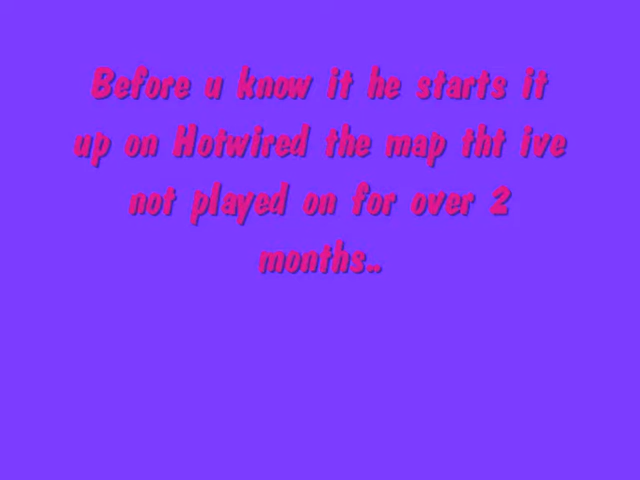 Before u know it he starts it
up on Hotwired the map tht ive
not played on for over 2
months..